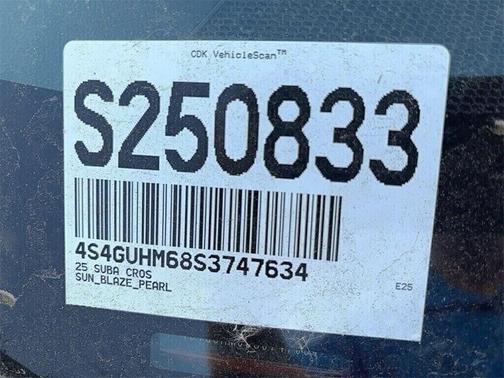 CDK VehicleScan™
S250833
4S4GUHM68S3747634
25 SUBA CROS
SUN_BLAZE_PEARL
E25